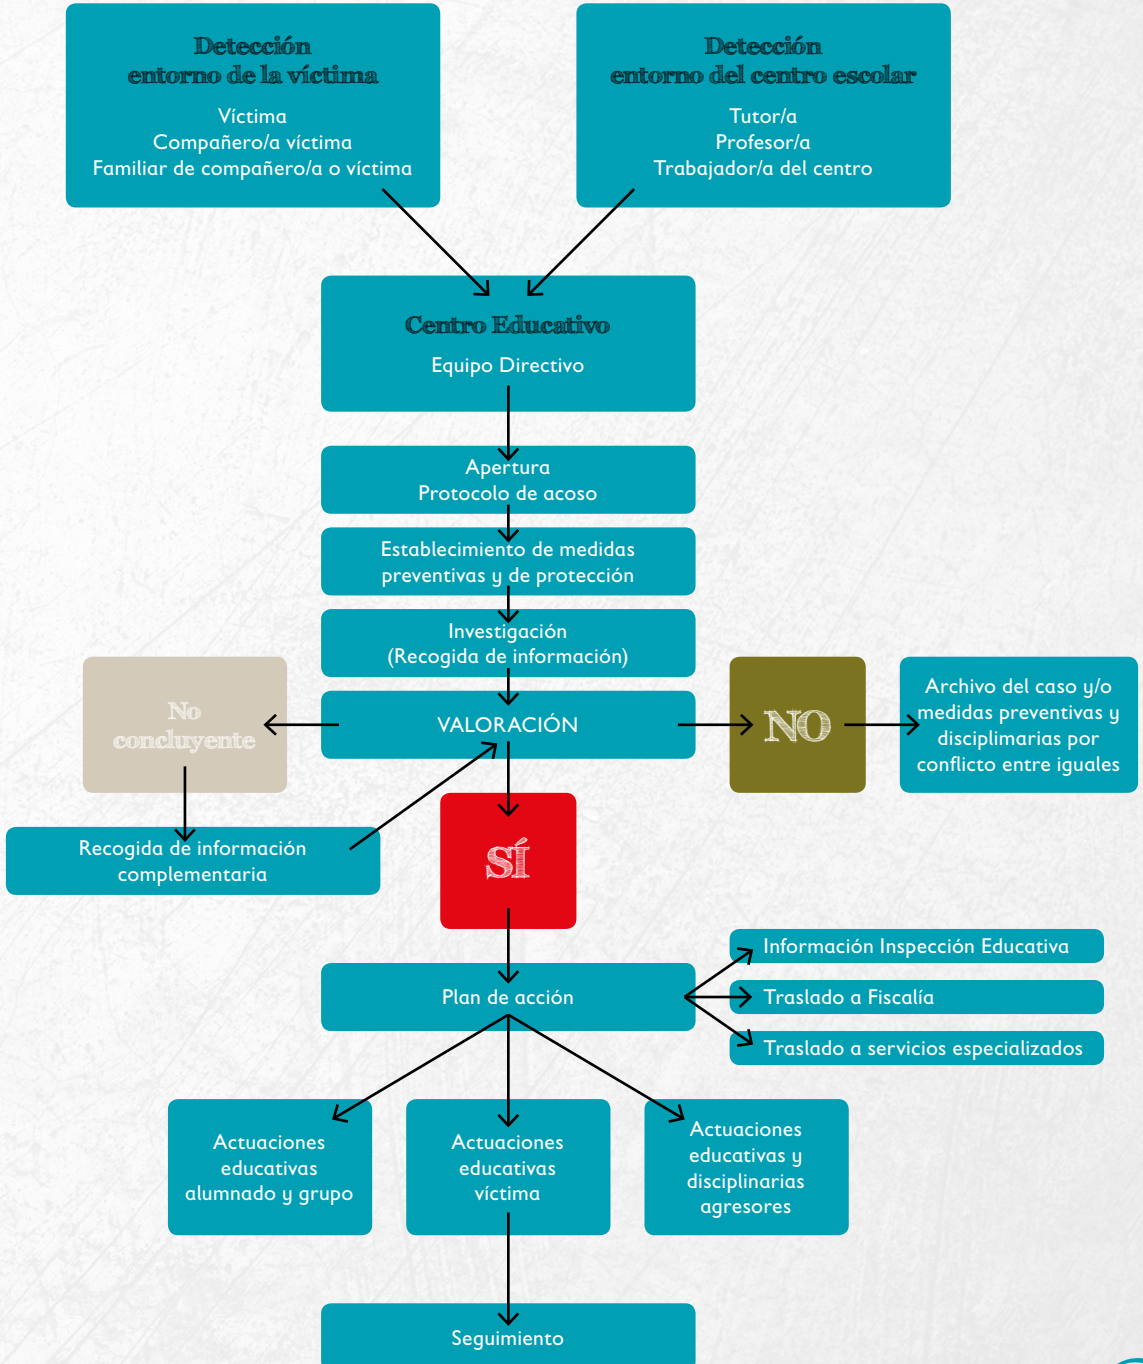 Detección
entorno de la víctima
Víctima
Compañero/a víctima
Familiar de compañero/a o víctima
Detección
entorno del centro escolar
Tutor/a
Profesor/a
Trabajador/a del centro
Centro Educativo
Equipo Directivo
Apertura
Protocolo de acoso
Establecimiento de medidas
preventivas y de protección
Investigación
(Recogida de información)
No
concluyente
VALORACIÓN
NO
Archivo del caso y/o
medidas preventivas y
disciplimarias por
conflicto entre iguales
Recogida de información
complementaria
SÍ
Plan de acción
Información Inspección Educativa
Traslado a Fiscalía
Traslado a servicios especializados
Actuaciones
educativas
alumnado y grupo
Actuaciones
educativas
víctima
Actuaciones
educativas y
disciplinarias
agresores
Seguimiento